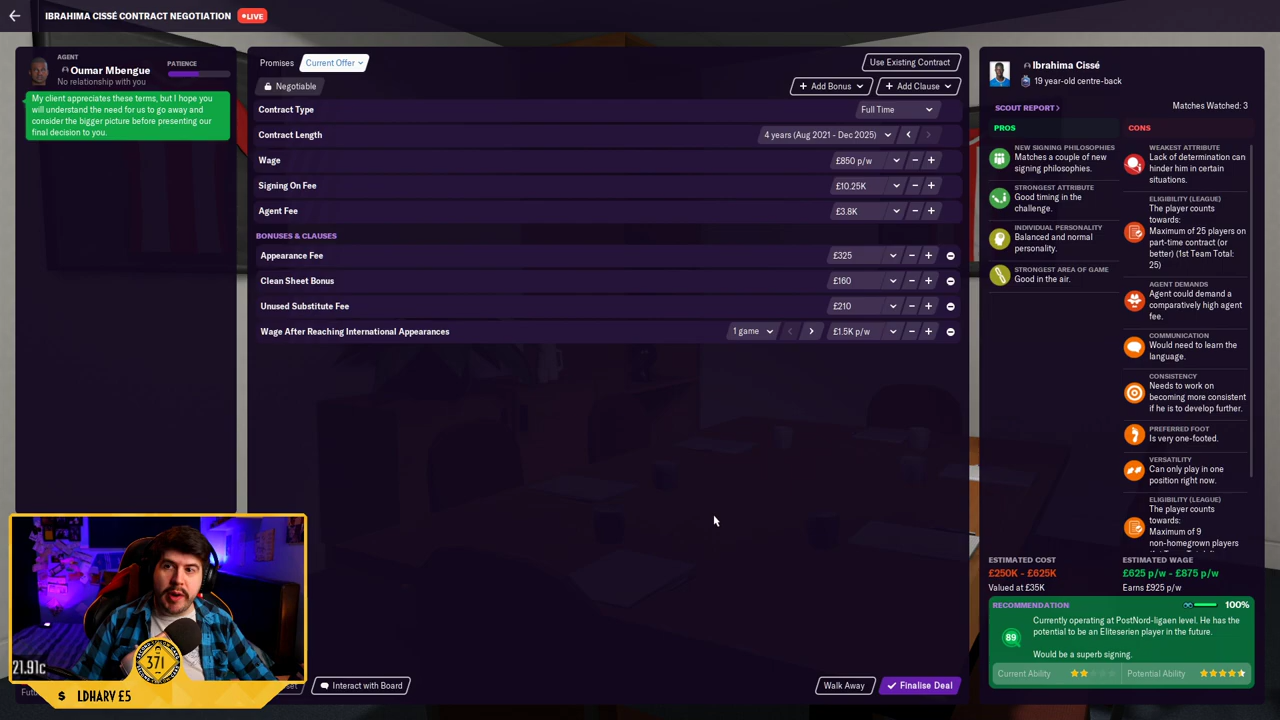 IBRAHIMA CISSÉ CONTRACT NEGOTIATION
LIVE
AGENT
Oumar Mbengue
No relationship with you
PATIENCE
My client appreciates these terms, but I hope you
will understand the need for us to go away and
consider the bigger picture before presenting our
final decision to you.
Promises
Current Offer
Use Existing Contract
Negotiable
Add Bonus
Add Clause
Contract Type
Full Time
Contract Length
4 years (Aug 2021 - Dec 2025)
Wage
£850 p/w
Signing On Fee
£10.25K
Agent Fee
£3.8K
BONUSES & CLAUSES
Appearance Fee
£325
Clean Sheet Bonus
£160
Unused Substitute Fee
£210
Wage After Reaching International Appearances
1 game
£1.5K p/w
Interact with Board
Walk Away
Finalise Deal
Ibrahima Cissé
19 year-old centre-back
SCOUT REPORT
Matches Watched: 3
PROS
NEW SIGNING PHILOSOPHIES
Matches a couple of new
signing philosophies.
STRONGEST ATTRIBUTE
Good timing in the
challenge.
INDIVIDUAL PERSONALITY
Balanced and normal
personality.
STRONGEST AREA OF GAME
Good in the air.
CONS
WEAKEST ATTRIBUTE
Lack of determination can
hinder him in certain
situations.
ELIGIBILITY (LEAGUE)
The player counts
towards:
Maximum of 25 players on
part-time contract (or
better) (1st Team Total:
25)
AGENT DEMANDS
Agent could demand a
comparatively high agent
fee.
COMMUNICATION
Would need to learn the
language.
CONSISTENCY
Needs to work on
becoming more consistent
if he is to develop further.
PREFERRED FOOT
Is very one-footed.
VERSATILITY
Can only play in one
position right now.
ELIGIBILITY (LEAGUE)
The player counts
towards:
Maximum of 9
non-homegrown players
ESTIMATED COST
£250K - £625K
Valued at £35K
ESTIMATED WAGE
£625 p/w - £875 p/w
Earns £925 p/w
RECOMMENDATION
100%
89
Currently operating at PostNord-ligaen level. He has the
potential to be an Eliteserien player in the future.
Would be a superb signing.
Current Ability
Potential Ability
21.91c
371
$ LDHARY £5